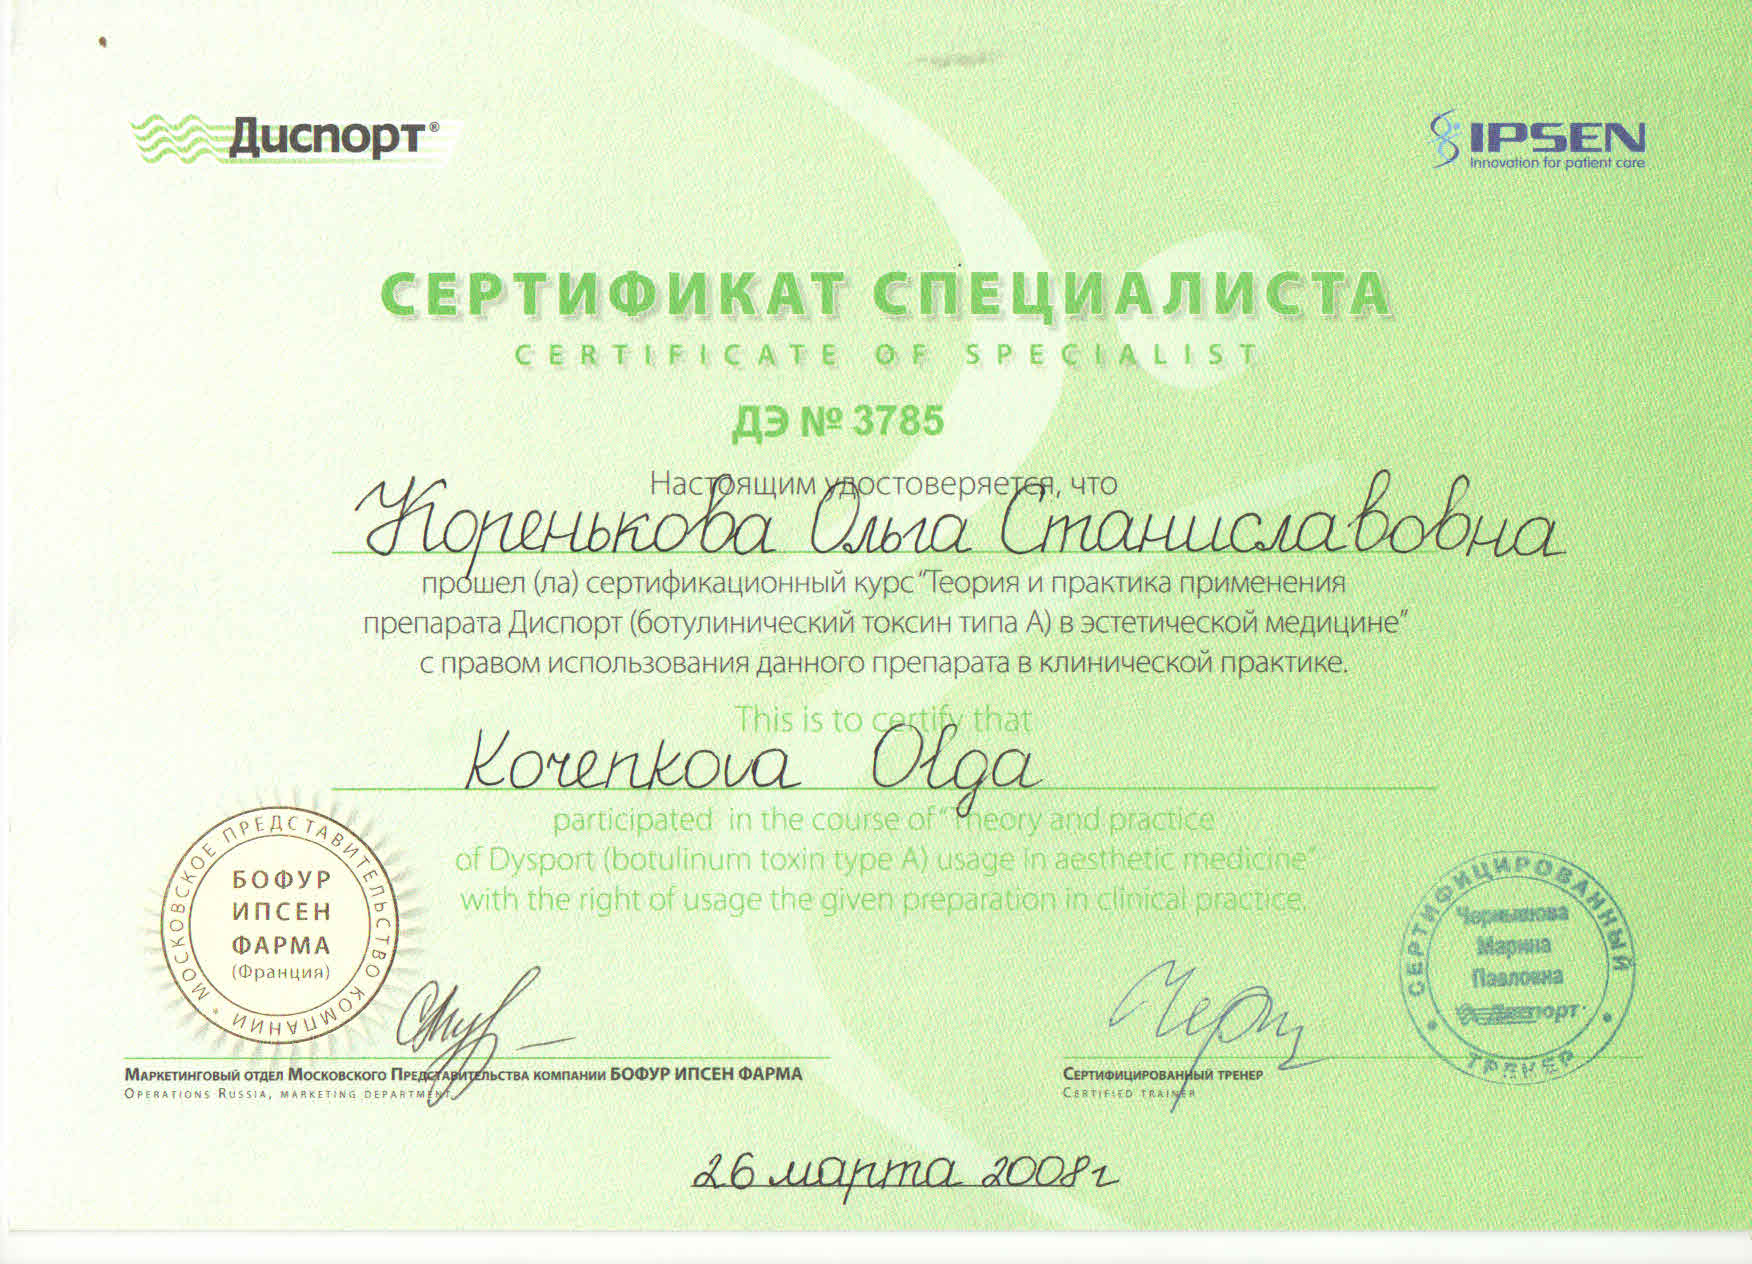 Диспорт®
IPSEN
Innovation for patient care
СЕРТИФИКАТ СПЕЦИАЛИСТА
CERTIFICATE OF SPECIALIST
ДЭ № 3785
Настоящим удостоверяется, что
Коренькова Ольга Станиславовна
прошел (ла) сертификационный курс "Теория и практика применения
препарата Диспорт (ботулинический токсин типа А) в эстетической медицине"
с правом использования данного препарата в клинической практике.
This is to certify that
Korenkova Olga
participated in the course of "Theory and practice
of Dysport (botulinum toxin type A) usage in aesthetic medicine"
with the right of usage the given preparation in clinical practice.
МОСКОВСКОЕ ПРЕДСТАВИТЕЛЬСТВО КОМПАНИИ
БОФУР
ИПСЕН
ФАРМА
(Франция)
СЕРТИФИЦИРОВАННЫЙ
Марина
Павловна
Диспорт
ТРЕНЕР
МАРКЕТИНГОВЫЙ ОТДЕЛ МОСКОВСКОГО ПРЕДСТАВИТЕЛЬСТВА КОМПАНИИ БОФУР ИПСЕН ФАРМА
OPERATIONS RUSSIA, MARKETING DEPARTMENT
СЕРТИФИЦИРОВАННЫЙ ТРЕНЕР
CERTIFIED TRAINER
26 марта 2008г